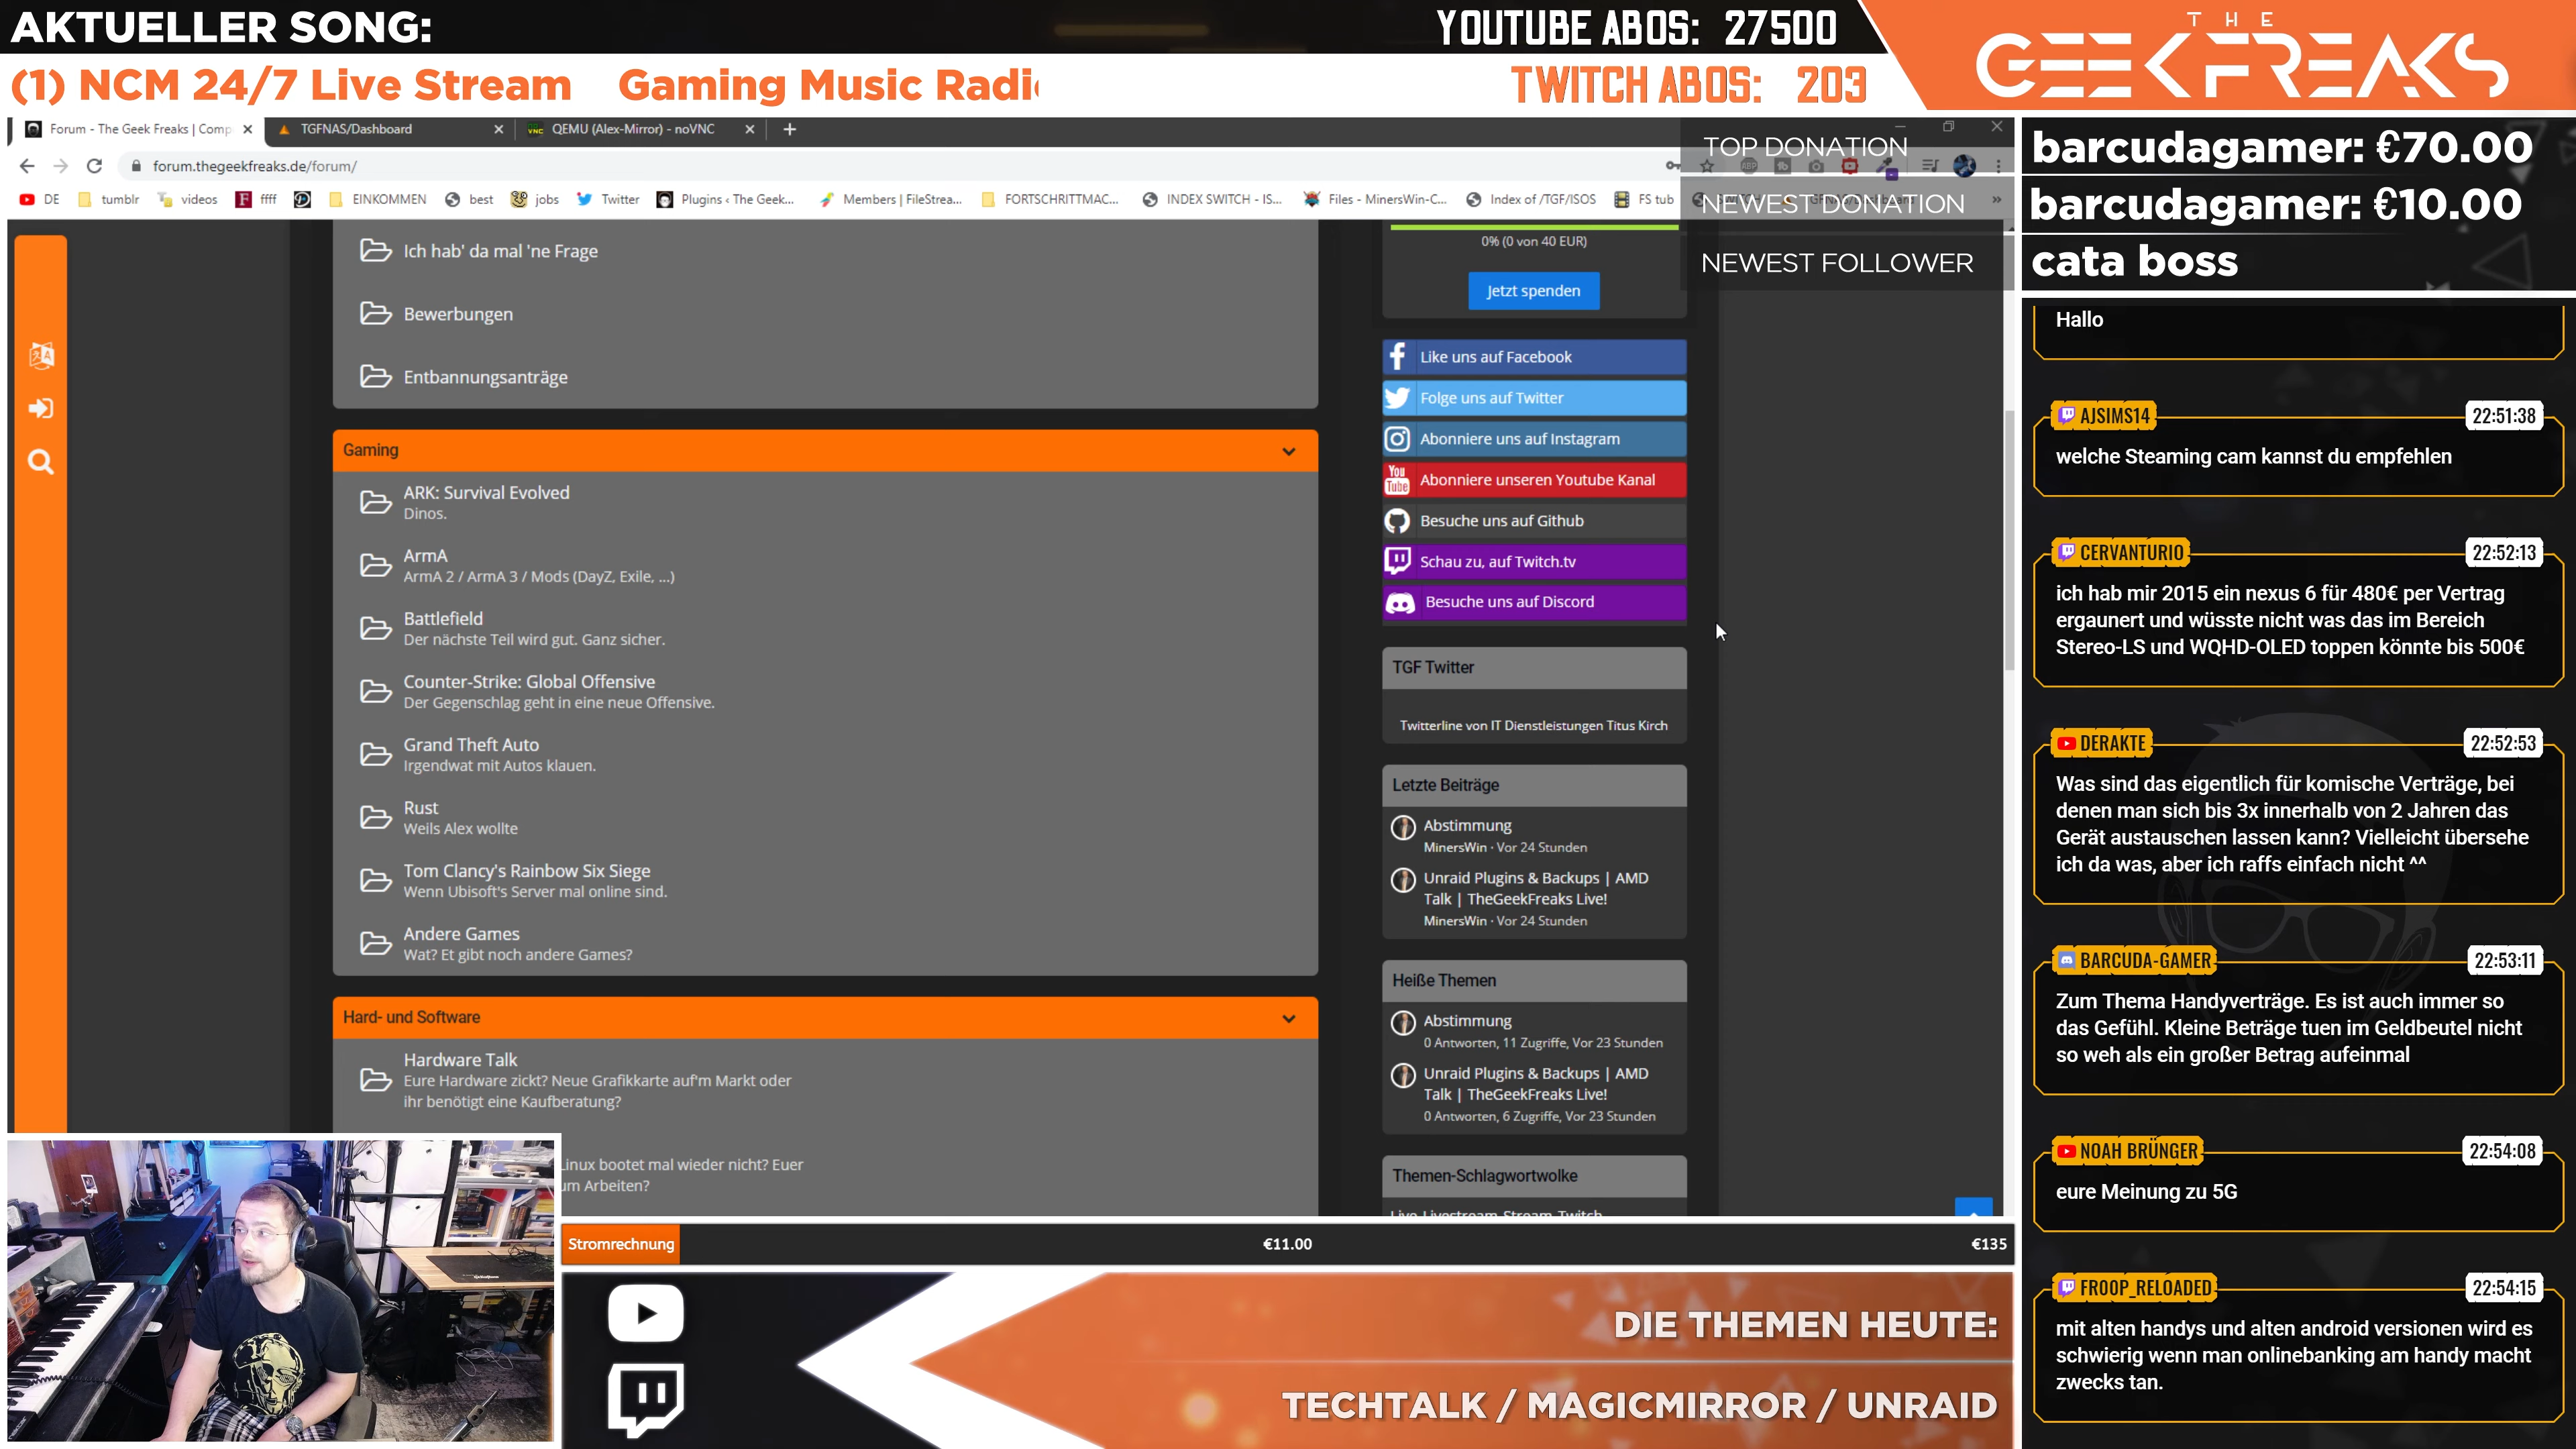 AKTUELLER SONG:
(1) NCM 24/7 Live Stream Gaming Music Radi
YOUTUBE ABOS: 27500
TWITCH ABOS: 203
THE
GEEKFREAKS
Forum - The Geek Freaks | Comp
TGFNAS/Dashboard
QEMU (Alex-Mirror) - noVNC
forum.thegeekfreaks.de/forum/
DE
tumblr
videos
ffff
EINKOMMEN
best
jobs
Twitter
Plugins ‹ The Geek...
Members | FileStrea...
FORTSCHRITTMAC...
INDEX SWITCH - IS...
Files - MinersWin-C...
Index of /TGF/ISOS
FS tub
TOP DONATION
NEWEST DONATION
NEWEST FOLLOWER
barcudagamer: €70.00
barcudagamer: €10.00
cata boss
Ich hab' da mal 'ne Frage
Bewerbungen
Entbannungsanträge
Gaming
ARK: Survival Evolved
Dinos.
ArmA
ArmA 2 / ArmA 3 / Mods (DayZ, Exile, ...)
Battlefield
Der nächste Teil wird gut. Ganz sicher.
Counter-Strike: Global Offensive
Der Gegenschlag geht in eine neue Offensive.
Grand Theft Auto
Irgendwat mit Autos klauen.
Rust
Weils Alex wollte
Tom Clancy's Rainbow Six Siege
Wenn Ubisoft's Server mal online sind.
Andere Games
Wat? Et gibt noch andere Games?
Hard- und Software
Hardware Talk
Eure Hardware zickt? Neue Grafikkarte auf'm Markt oder
ihr benötigt eine Kaufberatung?
Linux bootet mal wieder nicht? Euer
um Arbeiten?
0% (0 von 40 EUR)
Jetzt spenden
Like uns auf Facebook
Folge uns auf Twitter
Abonniere uns auf Instagram
You
Tube
Abonniere unseren Youtube Kanal
Besuche uns auf Github
Schau zu, auf Twitch.tv
Besuche uns auf Discord
TGF Twitter
Twitterline von IT Dienstleistungen Titus Kirch
Letzte Beiträge
Abstimmung
MinersWin · Vor 24 Stunden
Unraid Plugins & Backups | AMD
Talk | TheGeekFreaks Live!
MinersWin · Vor 24 Stunden
Heiße Themen
Abstimmung
0 Antworten, 11 Zugriffe, Vor 23 Stunden
Unraid Plugins & Backups | AMD
Talk | TheGeekFreaks Live!
0 Antworten, 6 Zugriffe, Vor 23 Stunden
Themen-Schlagwortwolke
Live Livestream Stream Twitch
Hallo
AJSIMS14 22:51:38
welche Steaming cam kannst du empfehlen
CERVANTURIO 22:52:13
ich hab mir 2015 ein nexus 6 für 480€ per Vertrag
ergaunert und wüsste nicht was das im Bereich
Stereo-LS und WQHD-OLED toppen könnte bis 500€
DERAKTE 22:52:53
Was sind das eigentlich für komische Verträge, bei
denen man sich bis 3x innerhalb von 2 Jahren das
Gerät austauschen lassen kann? Vielleicht übersehe
ich da was, aber ich raffs einfach nicht ^^
BARCUDA-GAMER 22:53:11
Zum Thema Handyverträge. Es ist auch immer so
das Gefühl. Kleine Beträge tuen im Geldbeutel nicht
so weh als ein großer Betrag aufeinmal
NOAH BRÜNGER 22:54:08
eure Meinung zu 5G
FROOP_RELOADED 22:54:15
mit alten handys und alten android versionen wird es
schwierig wenn man onlinebanking am handy macht
zwecks tan.
Stromrechnung €11.00 €135
DIE THEMEN HEUTE:
TECHTALK / MAGICMIRROR / UNRAID